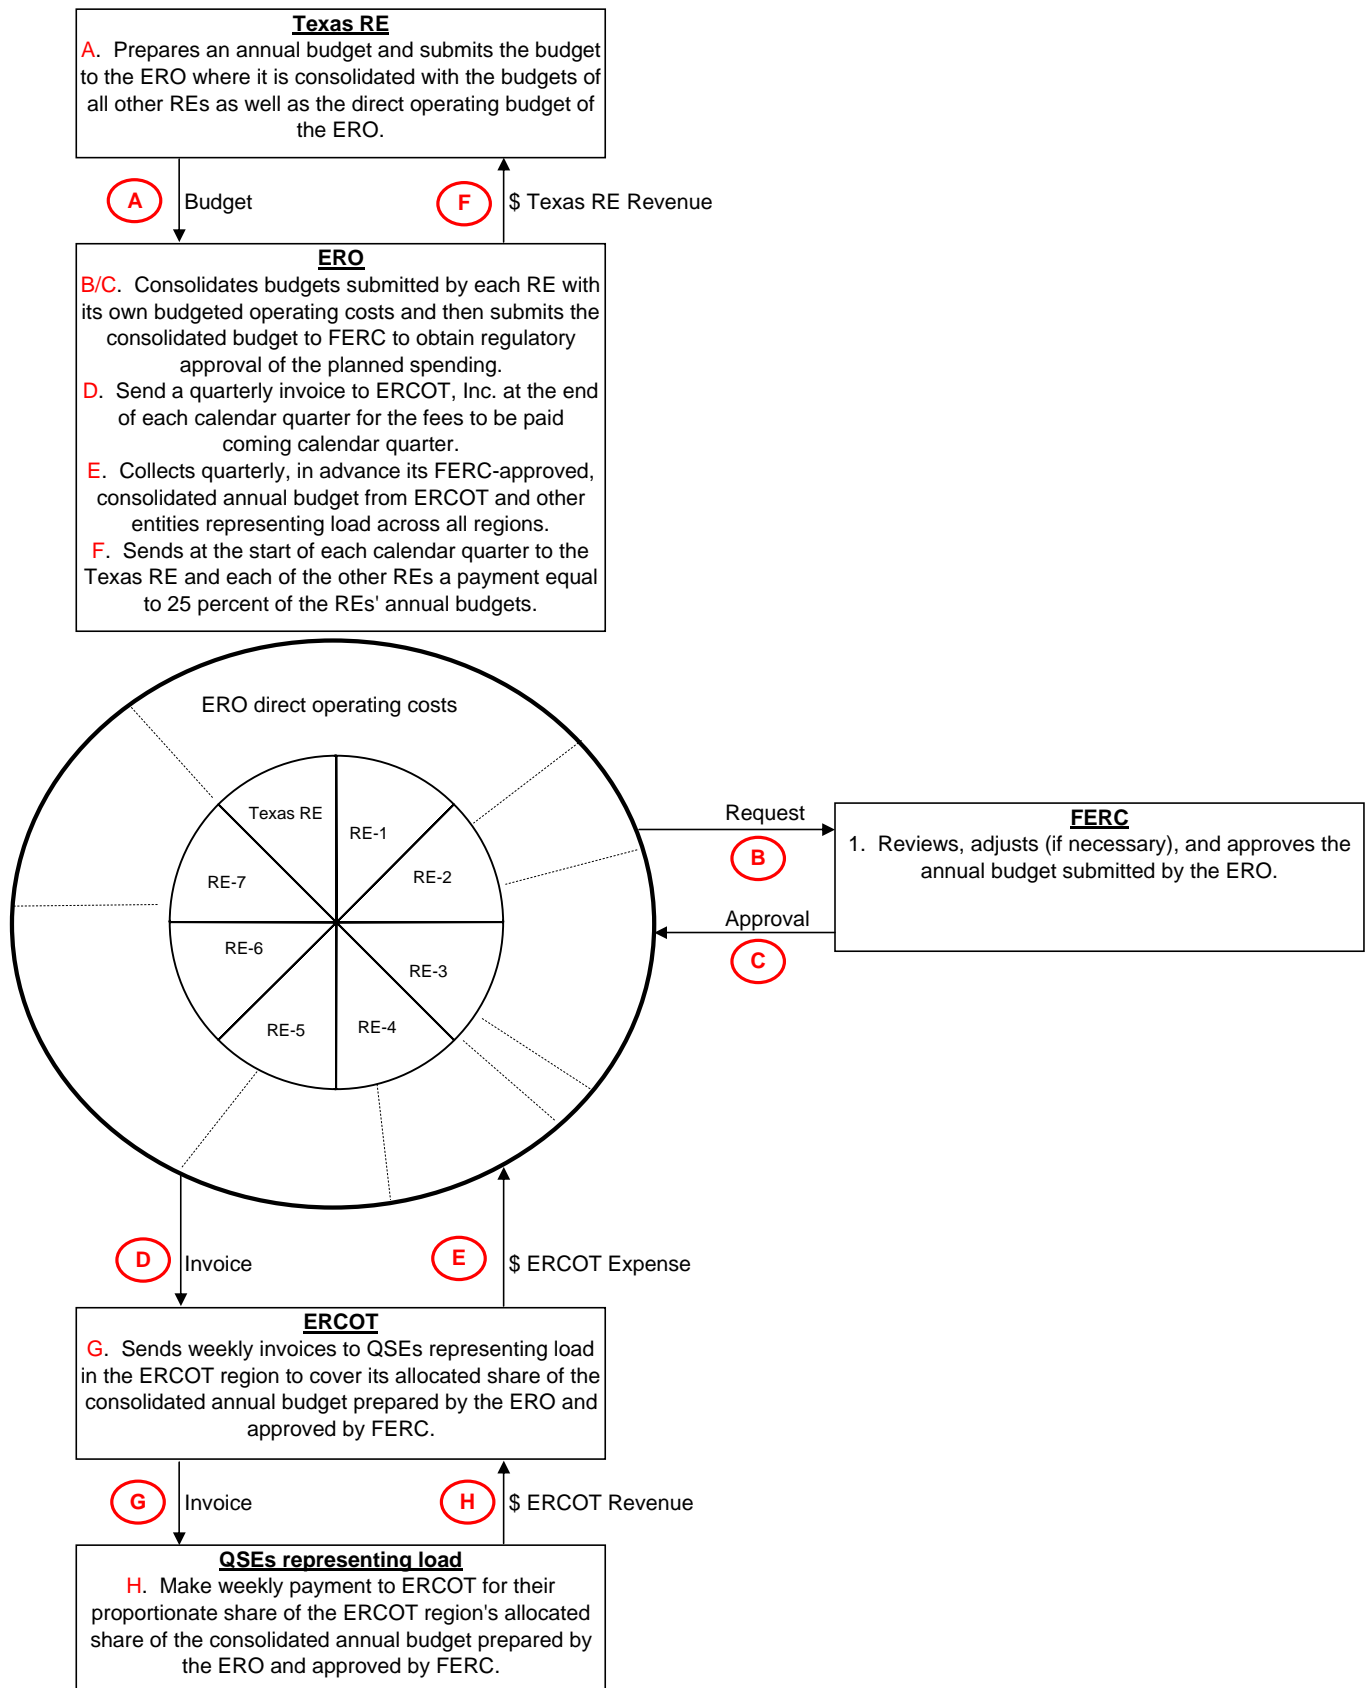 Texas RE
A.  Prepares an annual budget and submits the budget
to the ERO where it is consolidated with the budgets of
all other REs as well as the direct operating budget of
the ERO.
A
Budget
F
$ Texas RE Revenue
ERO
B/C.  Consolidates budgets submitted by each RE with
its own budgeted operating costs and then submits the
consolidated budget to FERC to obtain regulatory
approval of the planned spending.
D.  Send a quarterly invoice to ERCOT, Inc. at the end
of each calendar quarter for the fees to be paid
coming calendar quarter.
E.  Collects quarterly, in advance its FERC-approved,
consolidated annual budget from ERCOT and other
entities representing load across all regions.
F.  Sends at the start of each calendar quarter to the
Texas RE and each of the other REs a payment equal
to 25 percent of the REs' annual budgets.
ERO direct operating costs
Texas RE
RE-1
RE-2
RE-3
RE-4
RE-5
RE-6
RE-7
Request
B
Approval
C
FERC
1.  Reviews, adjusts (if necessary), and approves the
annual budget submitted by the ERO.
D
Invoice
E
$ ERCOT Expense
ERCOT
G.  Sends weekly invoices to QSEs representing load
in the ERCOT region to cover its allocated share of the
consolidated annual budget prepared by the ERO and
approved by FERC.
G
Invoice
H
$ ERCOT Revenue
QSEs representing load
H.  Make weekly payment to ERCOT for their
proportionate share of the ERCOT region's allocated
share of the consolidated annual budget prepared by
the ERO and approved by FERC.